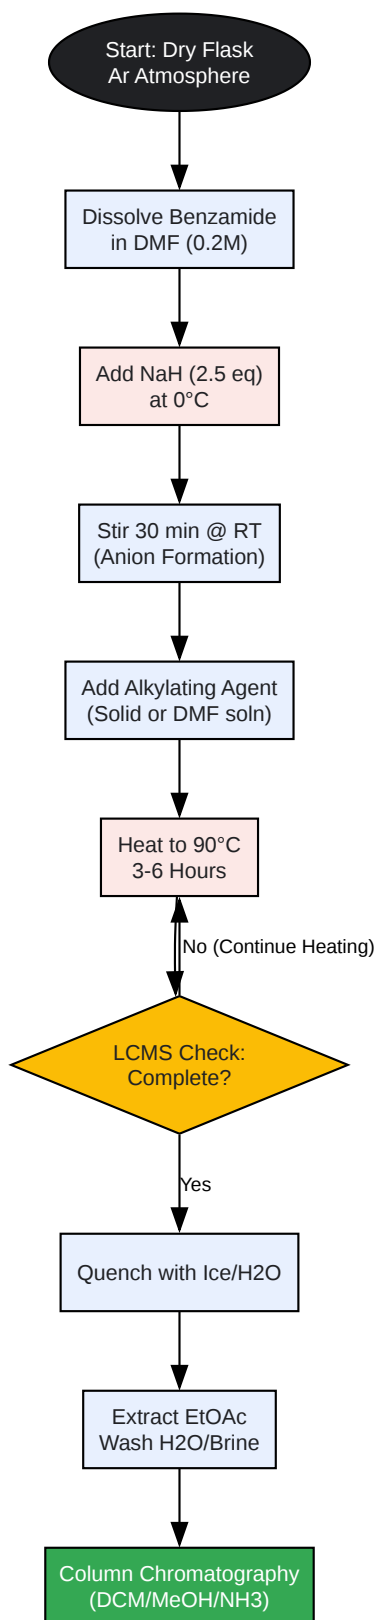 Start: Dry Flask
Ar Atmosphere
Dissolve Benzamide
in DMF (0.2M)
Add NaH (2.5 eq)
at 0°C
Stir 30 min @ RT
(Anion Formation)
Add Alkylating Agent
(Solid or DMF soln)
Heat to 90°C
3-6 Hours
No (Continue Heating)
LCMS Check:
Complete?
Yes
Quench with Ice/H2O
Extract EtOAc
Wash H2O/Brine
Column Chromatography
(DCM/MeOH/NH3)